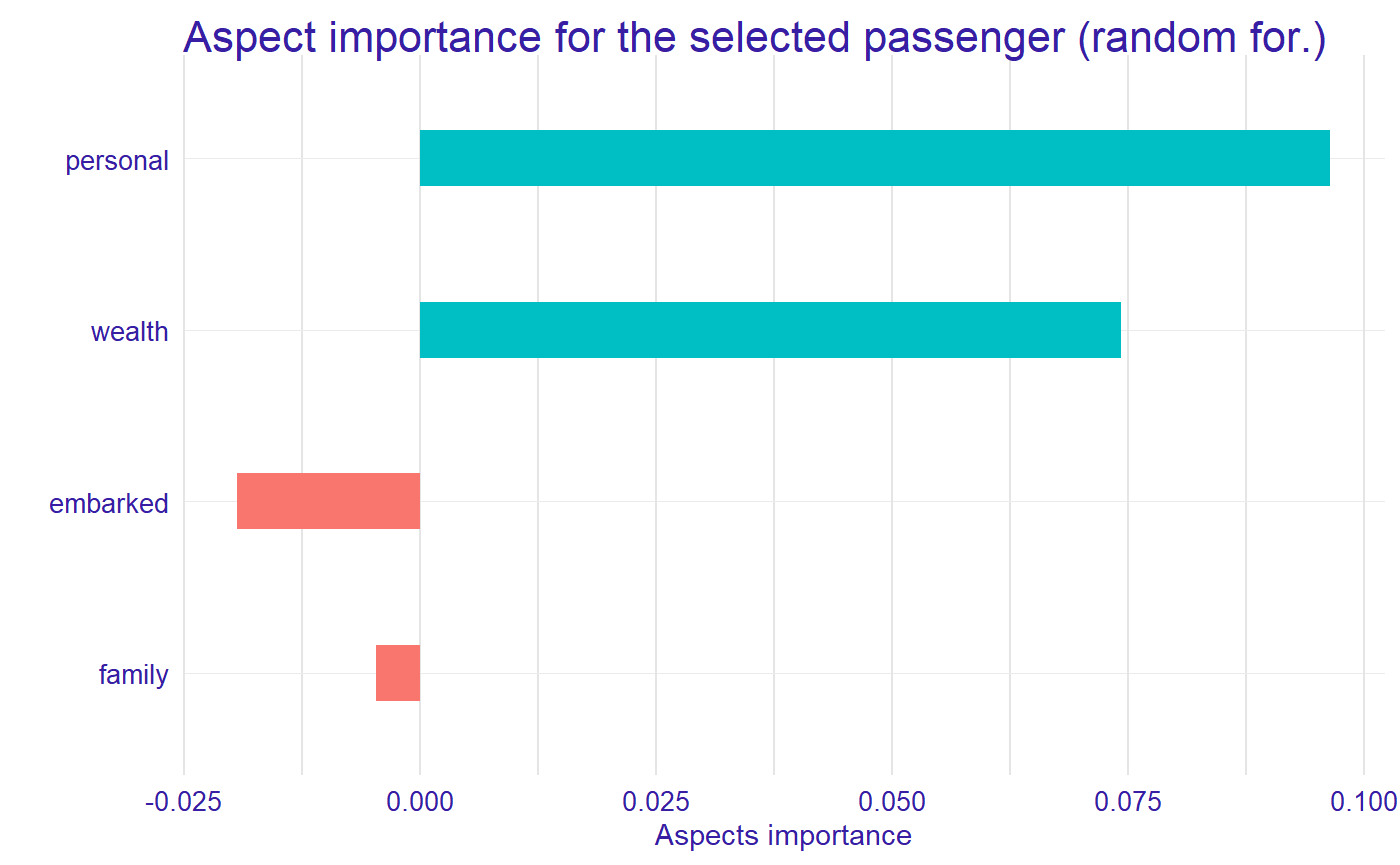 Aspect importance for the selected passenger (random for.)
personal
wealth
embarked
family
-0.025 0.000 0.025 0.050 0.075 0.100
Aspects importance